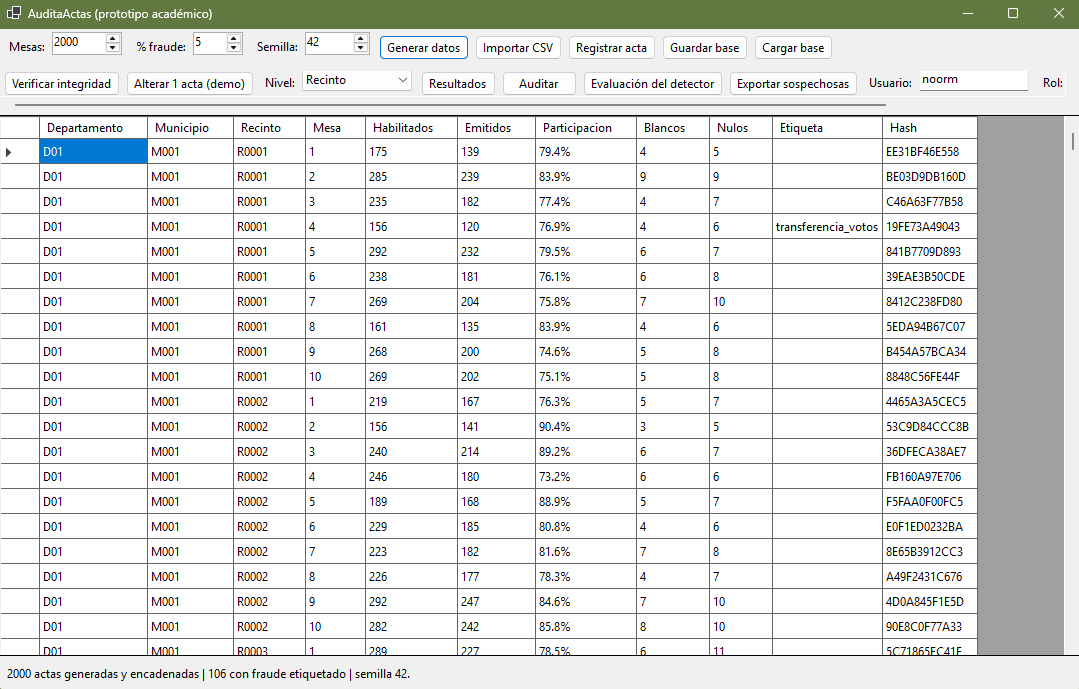 AuditaActas (prototipo académico)
Mesas: 2000 % fraude: 5 Semilla: 42 Generar datos Importar CSV Registrar acta Guardar base Cargar base
Verificar integridad Alterar 1 acta (demo) Nivel: Recinto Resultados Auditar Evaluación del detector Exportar sospechosas Usuario: noorm Rol:
Departamento Municipio Recinto Mesa Habilitados Emitidos Participacion Blancos Nulos Etiqueta Hash
D01 M001 R0001 1 175 139 79.4% 4 5 EE31BF46E558
D01 M001 R0001 2 285 239 83.9% 9 9 BE03D9DB160D
D01 M001 R0001 3 235 182 77.4% 4 7 C46A63F77B58
D01 M001 R0001 4 156 120 76.9% 4 6 transferencia_votos 19FE73A49043
D01 M001 R0001 5 292 232 79.5% 6 7 841B7709D893
D01 M001 R0001 6 238 181 76.1% 6 8 39EAE3B50CDE
D01 M001 R0001 7 269 204 75.8% 7 10 8412C238FD80
D01 M001 R0001 8 161 135 83.9% 4 6 5EDA94B67C07
D01 M001 R0001 9 268 200 74.6% 5 8 B454A57BCA34
D01 M001 R0001 10 269 202 75.1% 5 8 8848C56FE44F
D01 M001 R0002 1 219 167 76.3% 5 7 4465A3A5CEC5
D01 M001 R0002 2 156 141 90.4% 3 5 53C9D84CCC8B
D01 M001 R0002 3 240 214 89.2% 6 7 36DFECA38AE7
D01 M001 R0002 4 246 180 73.2% 6 6 FB160A97E706
D01 M001 R0002 5 189 168 88.9% 5 7 F5FAA0F00FC5
D01 M001 R0002 6 229 185 80.8% 4 6 E0F1ED0232BA
D01 M001 R0002 7 223 182 81.6% 7 8 8E65B3912CC3
D01 M001 R0002 8 226 177 78.3% 4 7 A49F2431C676
D01 M001 R0002 9 292 247 84.6% 7 10 4D0A845F1E5D
D01 M001 R0002 10 282 242 85.8% 8 10 90E8C0F77A33
D01 M001 R0003 1 289 227 78.5% 6 11 5C71865EC41E
2000 actas generadas y encadenadas | 106 con fraude etiquetado | semilla 42.